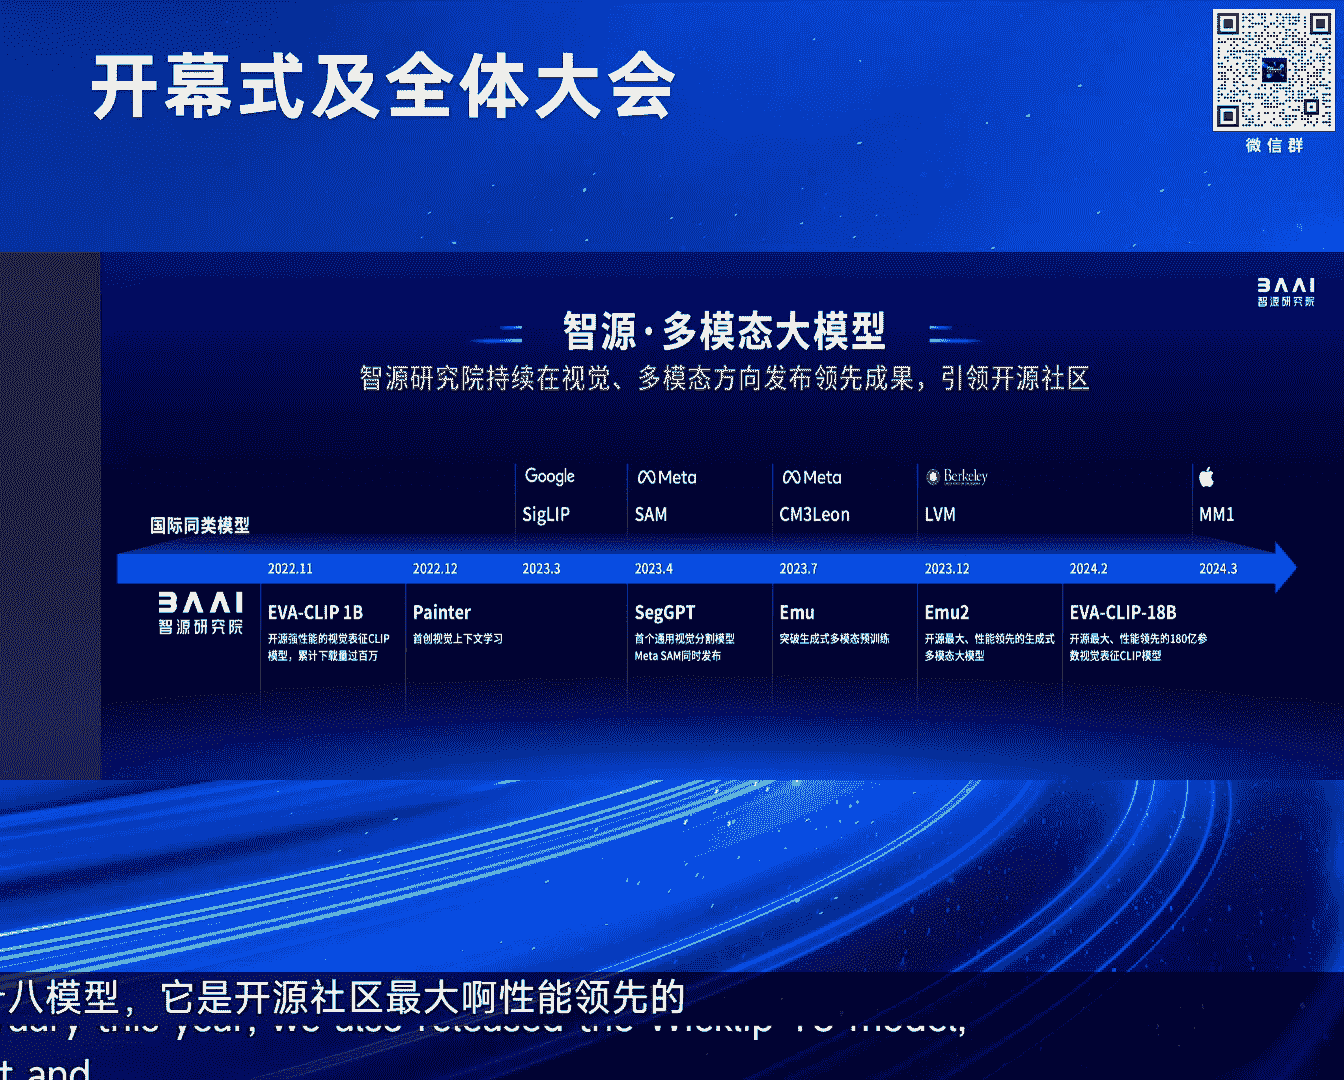 开幕式及全体大会
微信群
BAAI
智源研究院
智源·多模态大模型
智源研究院持续在视觉、多模态方向发布领先成果，引领开源社区
国际同类模型
Google
SigLIP
Meta
SAM
Meta
CM3Leon
Berkeley
LVM
MM1
2022.11
2022.12
2023.3
2023.4
2023.7
2023.12
2024.2
2024.3
BAAI
智源研究院
EVA-CLIP 1B
开源强性能的视觉表征CLIP
模型，累计下载量过百万
Painter
首创视觉上下文学习
SegGPT
首个通用视觉分割模型
Meta SAM同时发布
Emu
突破生成式多模态预训练
Emu2
开源最大、性能领先的生成式
多模态大模型
EVA-CLIP-18B
开源最大、性能领先的180亿参
数视觉表征CLIP模型
八模型，它是开源社区最大啊性能领先的
this year, we also released the model,
and